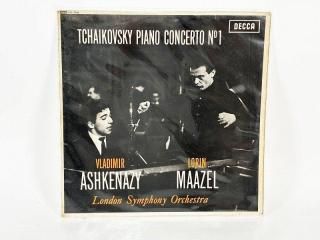 TCHAIKOVSKY PIANO CONCERTO Nº1
DECCA
VLADIMIR
ASHKENAZY
LORIN
MAAZEL
London Symphony Orchestra